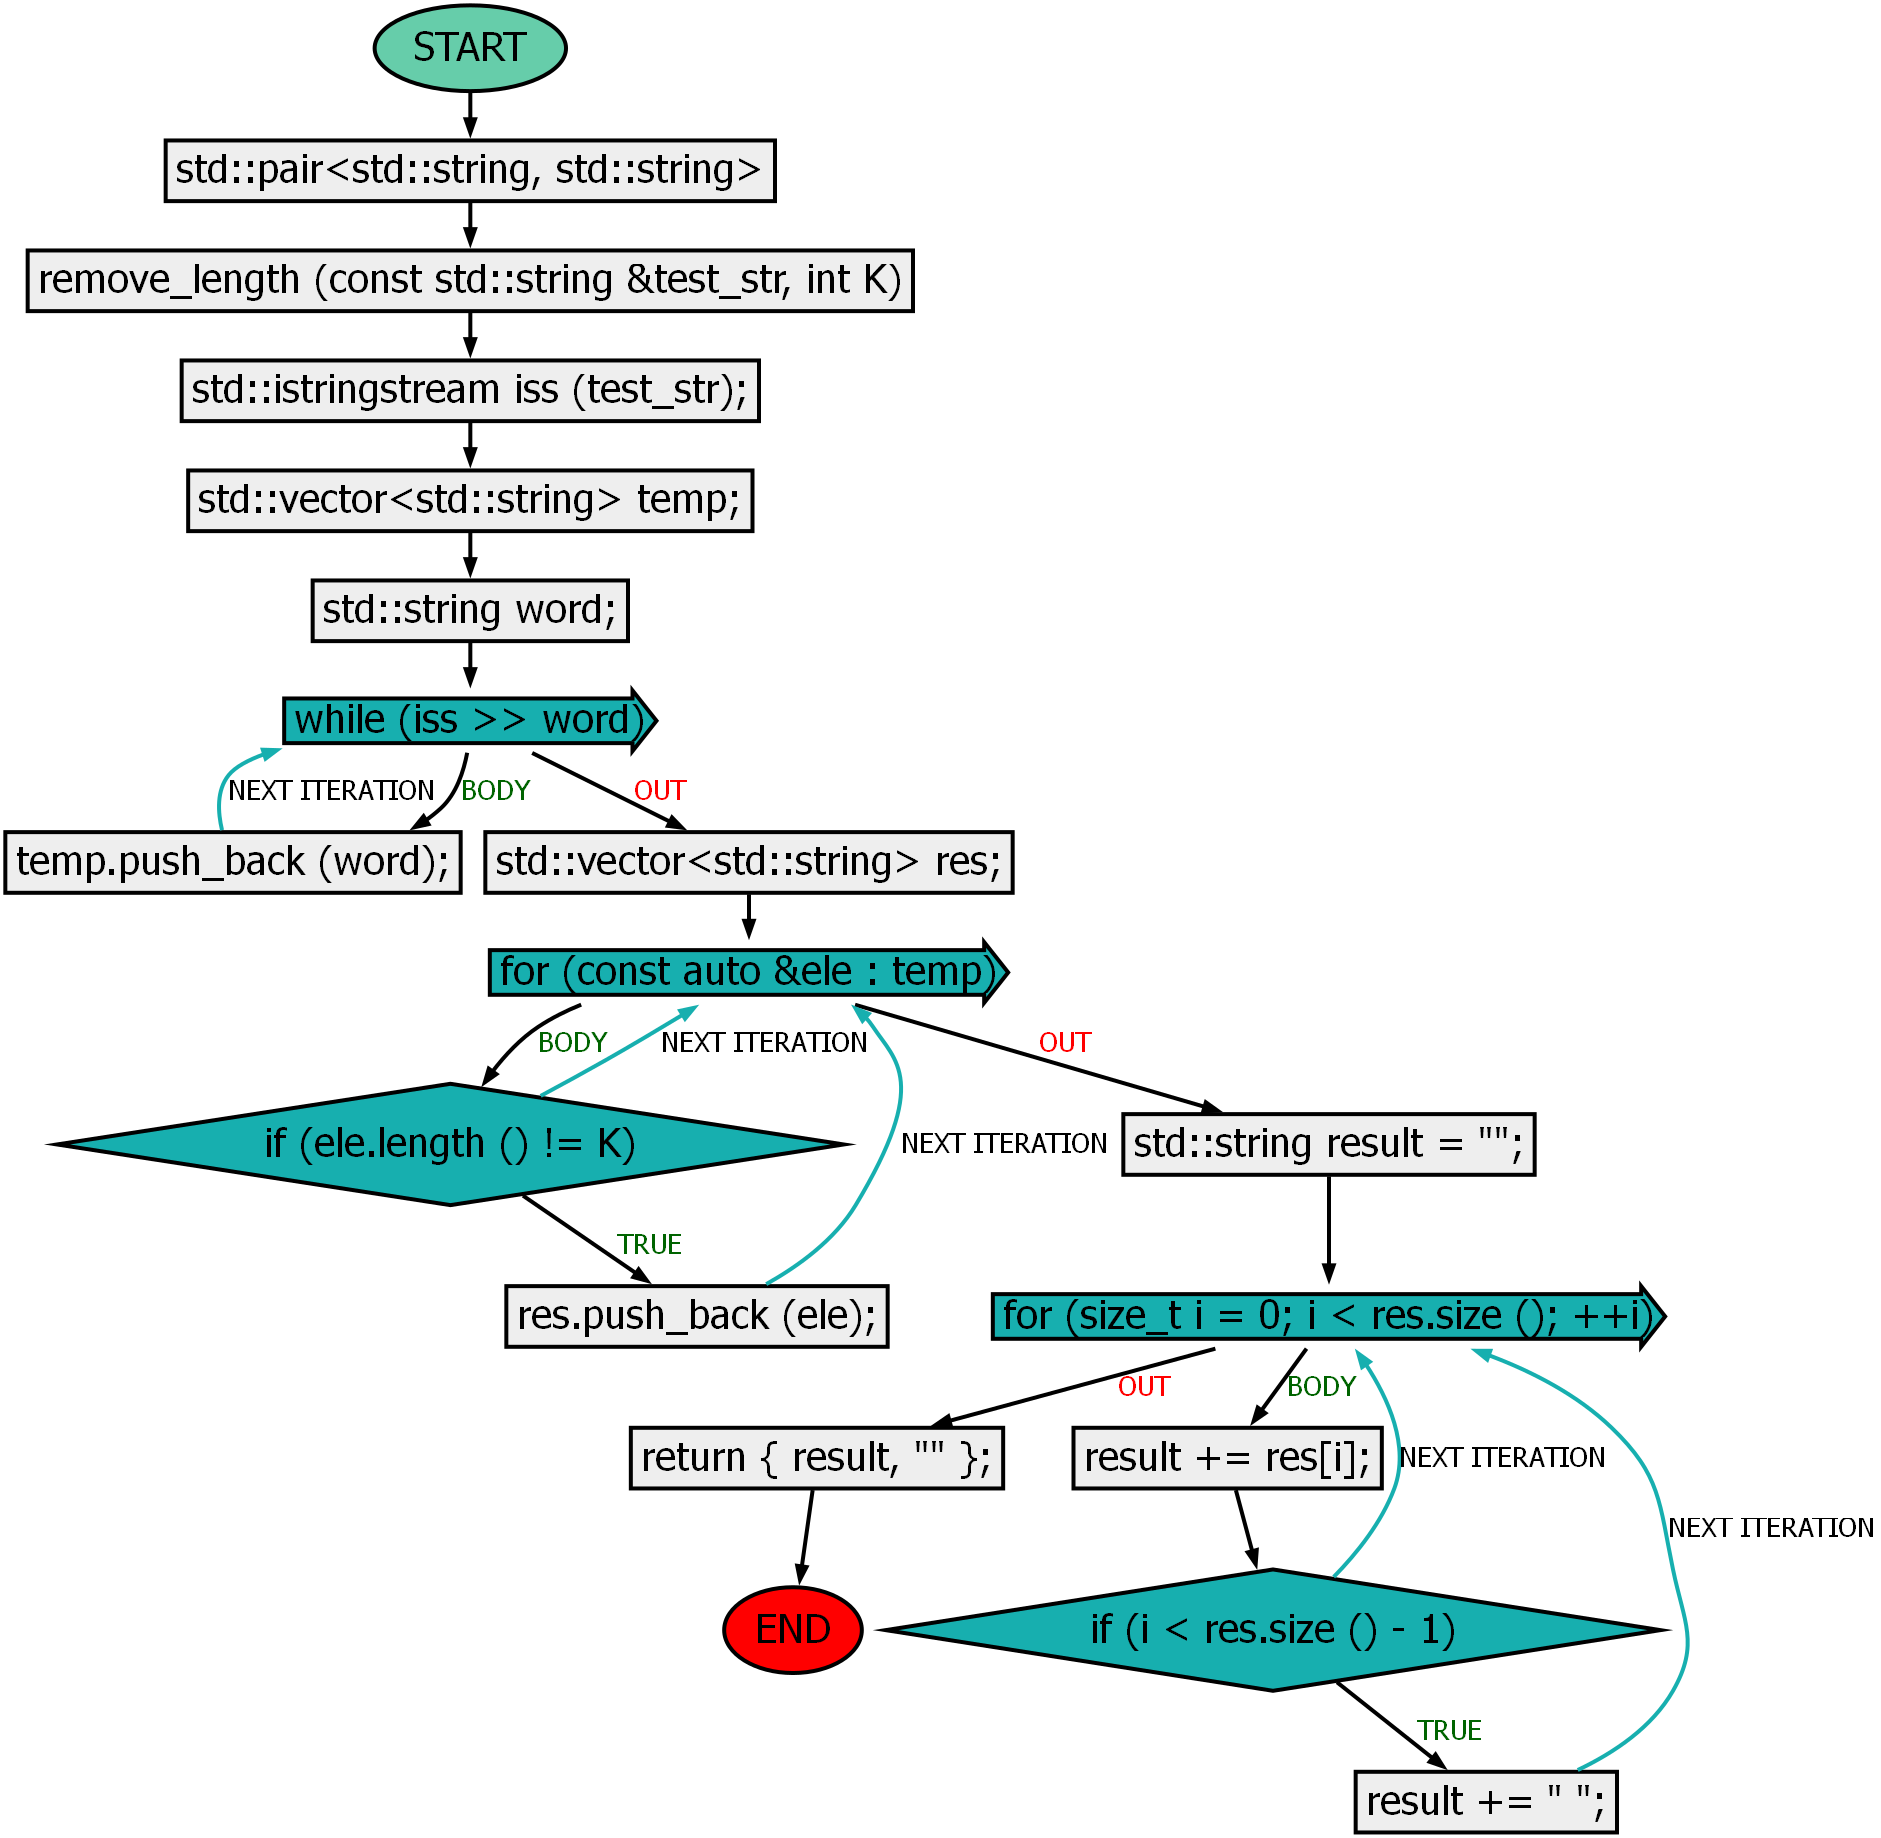 START
std::pair<std::string, std::string>
remove_length (const std::string &test_str, int K)
std::istringstream iss (test_str);
std::vector<std::string> temp;
std::string word;
while (iss >> word)
NEXT ITERATION
BODY
OUT
temp.push_back (word);
std::vector<std::string> res;
for (const auto &ele : temp)
BODY
NEXT ITERATION
OUT
if (ele.length () != K)
NEXT ITERATION
std::string result = "";
TRUE
res.push_back (ele);
for (size_t i = 0; i < res.size (); ++i)
OUT
BODY
return { result, "" };
result += res[i];
NEXT ITERATION
NEXT ITERATION
END
if (i < res.size () - 1)
TRUE
result += " ";